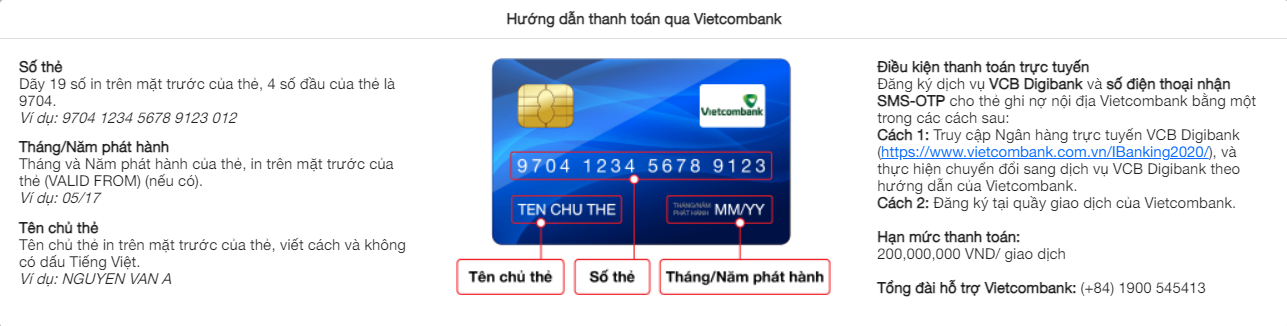 Hướng dẫn thanh toán qua Vietcombank
Số thẻ
Dãy 19 số in trên mặt trước của thẻ, 4 số đầu của thẻ là
9704.
Ví dụ: 9704 1234 5678 9123 012
Tháng/Năm phát hành
Tháng và Năm phát hành của thẻ, in trên mặt trước của
thẻ (VALID FROM) (nếu có).
Ví dụ: 05/17
Tên chủ thẻ
Tên chủ thẻ in trên mặt trước của thẻ, viết cách và không
có dấu Tiếng Việt.
Ví dụ: NGUYEN VAN A
Vietcombank
9704 1234 5678 9123
TEN CHU THE
THÁNG/NĂM
PHÁT HÀNH
MM/YY
Tên chủ thẻ
Số thẻ
Tháng/Năm phát hành
Điều kiện thanh toán trực tuyến
Đăng ký dịch vụ VCB Digibank và số điện thoại nhận
SMS-OTP cho thẻ ghi nợ nội địa Vietcombank bằng một
trong các cách sau:
Cách 1: Truy cập Ngân hàng trực tuyến VCB Digibank
(https://www.vietcombank.com.vn/IBanking2020/), và
thực hiện chuyển đổi sang dịch vụ VCB Digibank theo
hướng dẫn của Vietcombank.
Cách 2: Đăng ký tại quầy giao dịch của Vietcombank.
Hạn mức thanh toán:
200,000,000 VND/ giao dịch
Tổng đài hỗ trợ Vietcombank: (+84) 1900 545413